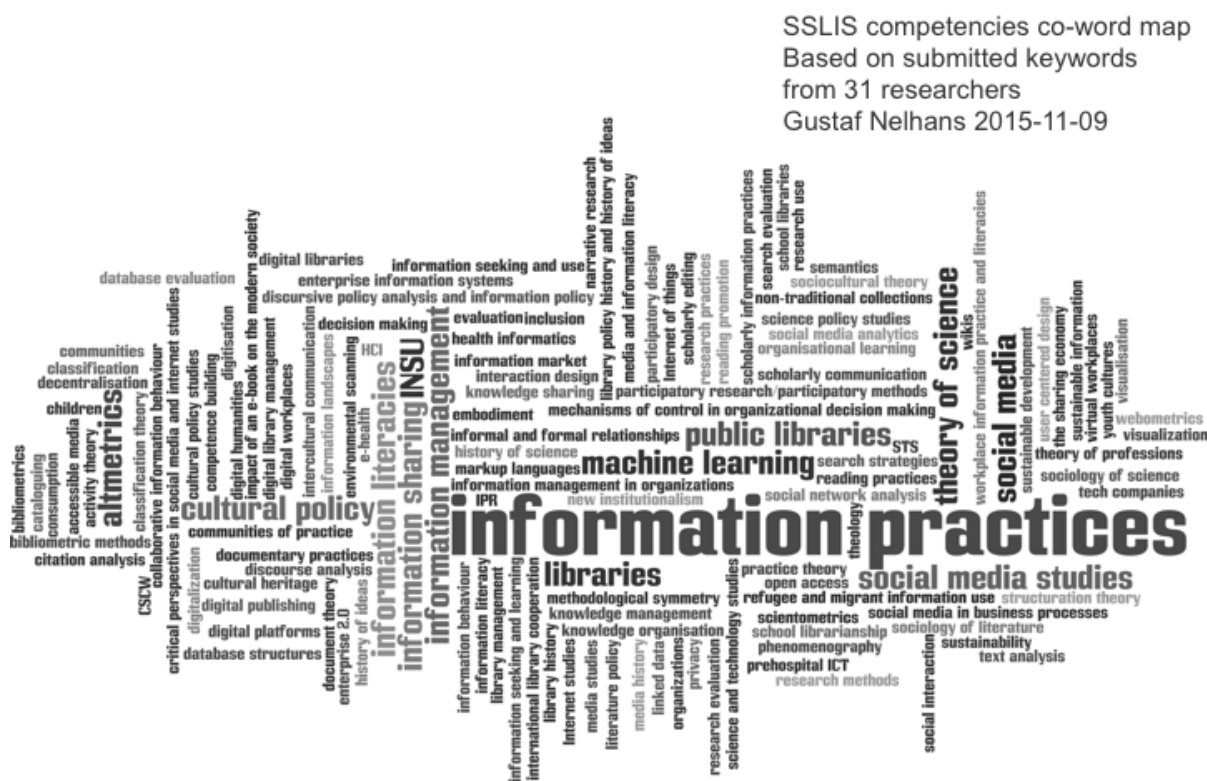 SSLIS competencies co-word map
Based on submitted keywords
from 31 researchers
Gustaf Nelhans 2015-11-09
database evaluation
communities
classification
decentralisation
children
bibliometrics
cataloguing
consumption
accessible media
activity theory
altmetrics
bibliometric methods
citation analysis
CSCW
classification theory
collaborative information behaviour
critical perspectives in social media and internet studies
cultural policy studies
competence building
digitisation
digital humanities
impact of an e-book on the modern society
digital library management
digital workplaces
digital libraries
enterprise information systems
discursive policy analysis and information policy
decision making
intercultural communication
information landscapes
environmental scanning
HCI
e-health
cultural policy
communities of practice
documentary practices
discourse analysis
cultural heritage
digitalization
digital publishing
digital platforms
database structures
document theory
enterprise 2.0
history of ideas
information literacies
information sharing
INSU
information management
information seeking and use
evaluation
inclusion
health informatics
information market
interaction design
knowledge sharing
embodiment
narrative research
library policy history and history of ideas
media and information literacy
participatory design
Internet of things
scholarly editing
research practices
reading promotion
scholarly information practices
search evaluation
school libraries
research use
semantics
sociocultural theory
non-traditional collections
science policy studies
social media analytics
organisational learning
scholarly communication
participatory research/participatory methods
mechanisms of control in organizational decision making
informal and formal relationships
history of science
markup languages
information management in organizations
IPR
public libraries
STS
machine learning
search strategies
reading practices
new institutionalism
social network analysis
theory of science
wikis
workplace information practice and literacies
social media
sustainable development
user centered design
the sharing economy
sustainable information
virtual workplaces
youth cultures
visualisation
webometrics
visualization
theory of professions
sociology of science
tech companies
information practices
theology
libraries
methodological symmetry
knowledge management
knowledge organisation
information behaviour
information literacy
library management
information seeking and learning
international library cooperation
library history
Internet studies
media studies
literature policy
media history
linked data
organizations
privacy
research evaluation
science and technology studies
practice theory
open access
social media studies
refugee and migrant information use
structuration theory
scientometrics
social media in business processes
school librarianship
sociology of literature
phenomenography
sustainability
prehospital ICT
text analysis
research methods
social interaction